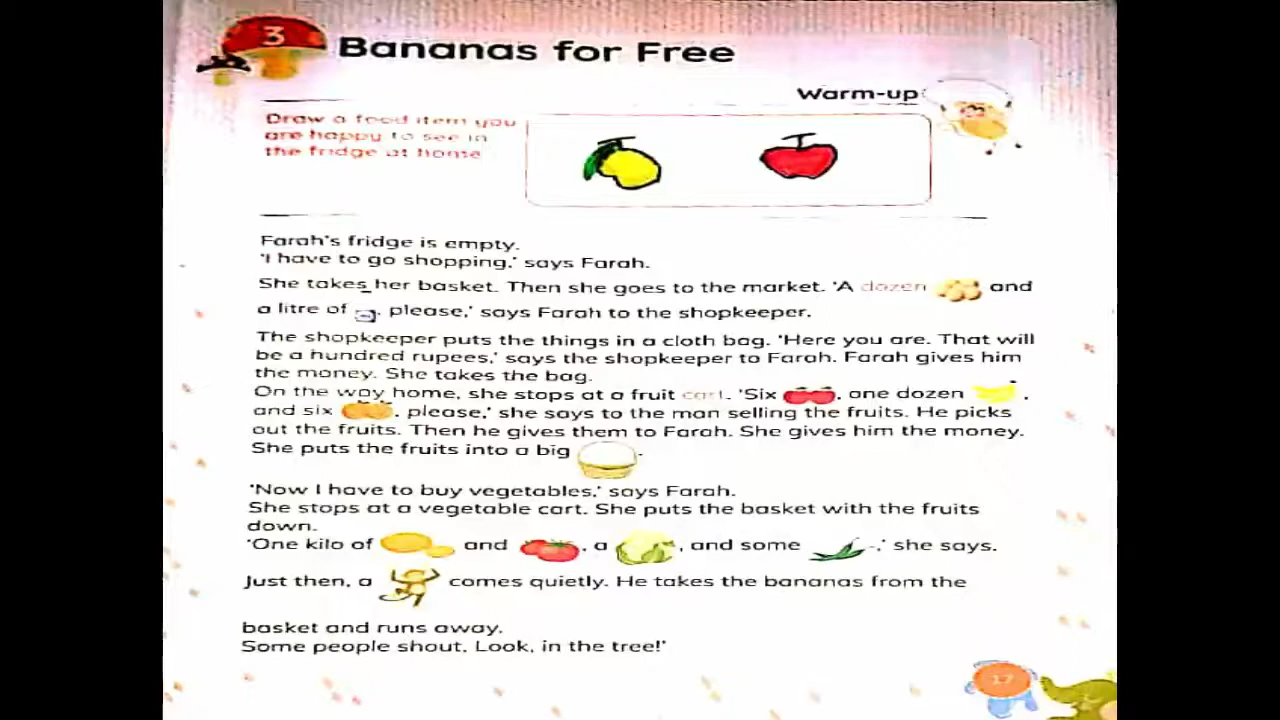 3
Bananas for Free
Warm-up
Draw a food item you
are happy to see in
the fridge at home
Farah's fridge is empty.
'I have to go shopping,' says Farah.
She takes her basket. Then she goes to the market. 'A dozen and
a litre of , please,' says Farah to the shopkeeper.
The shopkeeper puts the things in a cloth bag. 'Here you are. That will
be a hundred rupees,' says the shopkeeper to Farah. Farah gives him
the money. She takes the bag.
On the way home, she stops at a fruit cart. 'Six , one dozen ,
and six , please,' she says to the man selling the fruits. He picks
out the fruits. Then he gives them to Farah. She gives him the money.
She puts the fruits into a big .
'Now I have to buy vegetables,' says Farah.
She stops at a vegetable cart. She puts the basket with the fruits
down.
'One kilo of and , a , and some ,' she says.
Just then, a comes quietly. He takes the bananas from the
basket and runs away.
Some people shout, Look, in the tree!'
17